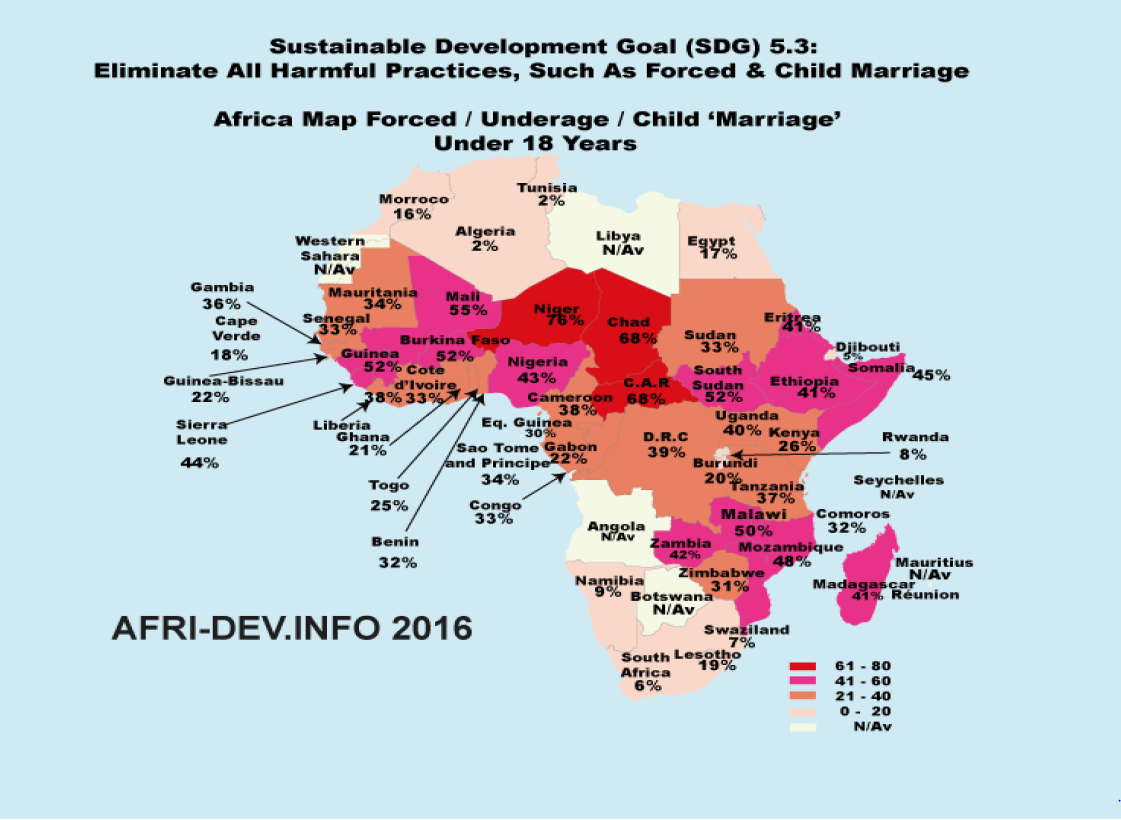 Sustainable Development Goal (SDG) 5.3:
Eliminate All Harmful Practices, Such As Forced & Child Marriage
Africa Map Forced / Underage / Child ‘Marriage’
Under 18 Years
Tunisia
2%
Morroco
16%
Algeria
2%
Western
Sahara
N/Av
Libya
N/Av
Egypt
17%
Gambia
36%
Cape
Verde
18%
Guinea-Bissau
22%
Sierra
Leone
44%
Mauritania
34%
Senegal
33%
Mali
55%
Niger
76%
Chad
68%
Sudan
33%
Eritrea
41%
Djibouti
5%
Somalia
45%
Guinea
52%
Burkina Faso
52%
Cote
d’Ivoire
33%
38%
Liberia
Ghana
21%
Togo
25%
Benin
32%
Nigeria
43%
Cameroon
38%
C.A.R
68%
South
Sudan
52%
Ethiopia
41%
Eq. Guinea
30%
Sao Tome
and Principe
34%
Gabon
22%
Congo
33%
D.R.C
39%
Uganda
40%
Kenya
26%
Rwanda
8%
Burundi
20%
Tanzania
37%
Seychelles
N/Av
Comoros
32%
Angola
N/Av
Malawi
50%
Zambia
42%
Mozambique
48%
Zimbabwe
31%
Madagascar
41%
Mauritius
N/Av
Réunion
Namibia
9%
Botswana
N/Av
Swaziland
7%
Lesotho
19%
South
Africa
6%
AFRI-DEV.INFO 2016
61 - 80
41 - 60
21 - 40
0 - 20
N/Av